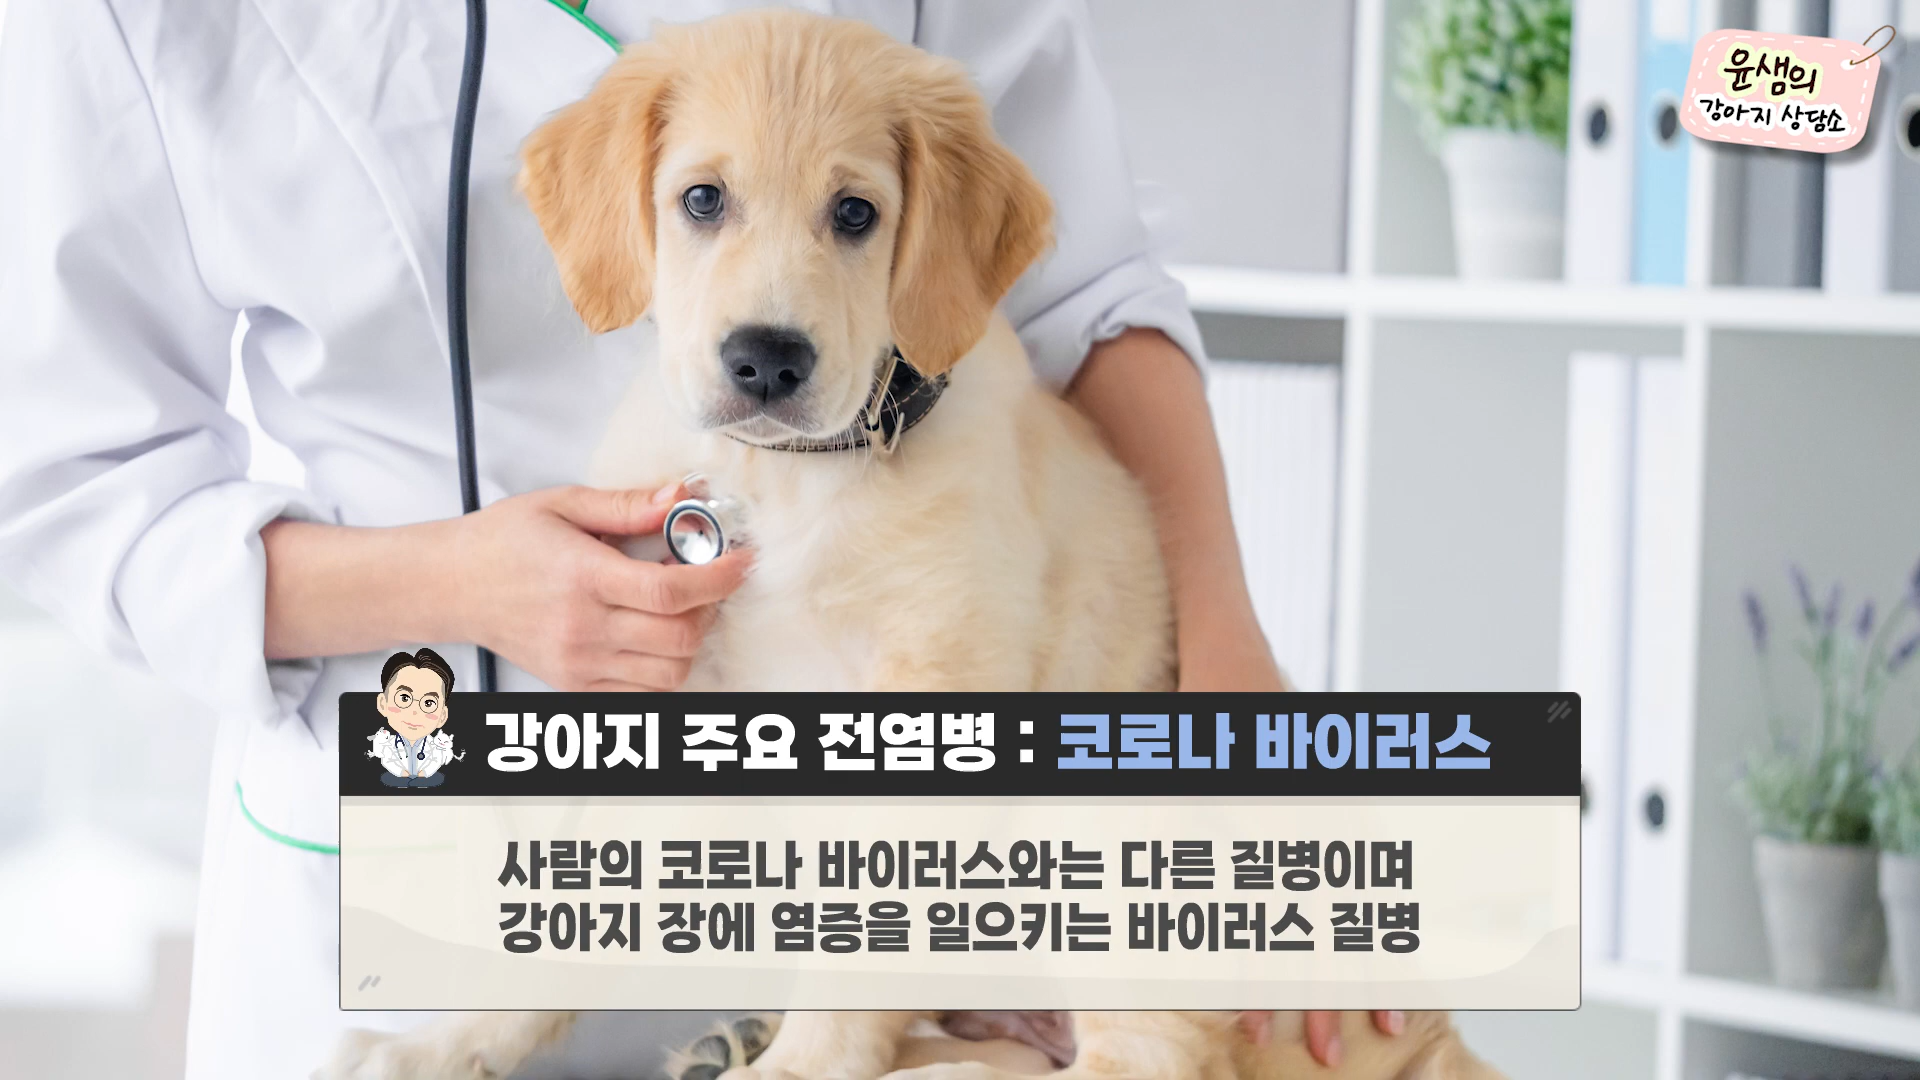 윤샘의
강아지 상담소
강아지 주요 전염병 : 코로나 바이러스
사람의 코로나 바이러스와는 다른 질병이며
강아지 장에 염증을 일으키는 바이러스 질병